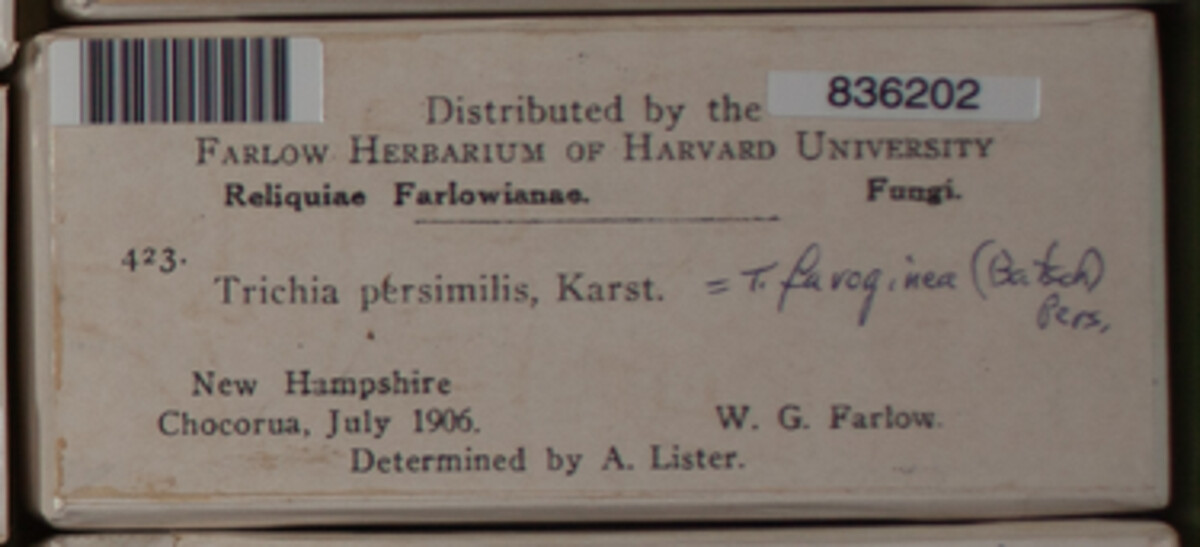 836202
Distributed by the
FARLOW HERBARIUM OF HARVARD UNIVERSITY
Reliquiae Farlowianae. Fungi.
423.
Trichia persimilis, Karst. = T. favoginea (Batsch) Pers.
New Hampshire
Chocorua, July 1906. W. G. Farlow.
Determined by A. Lister.